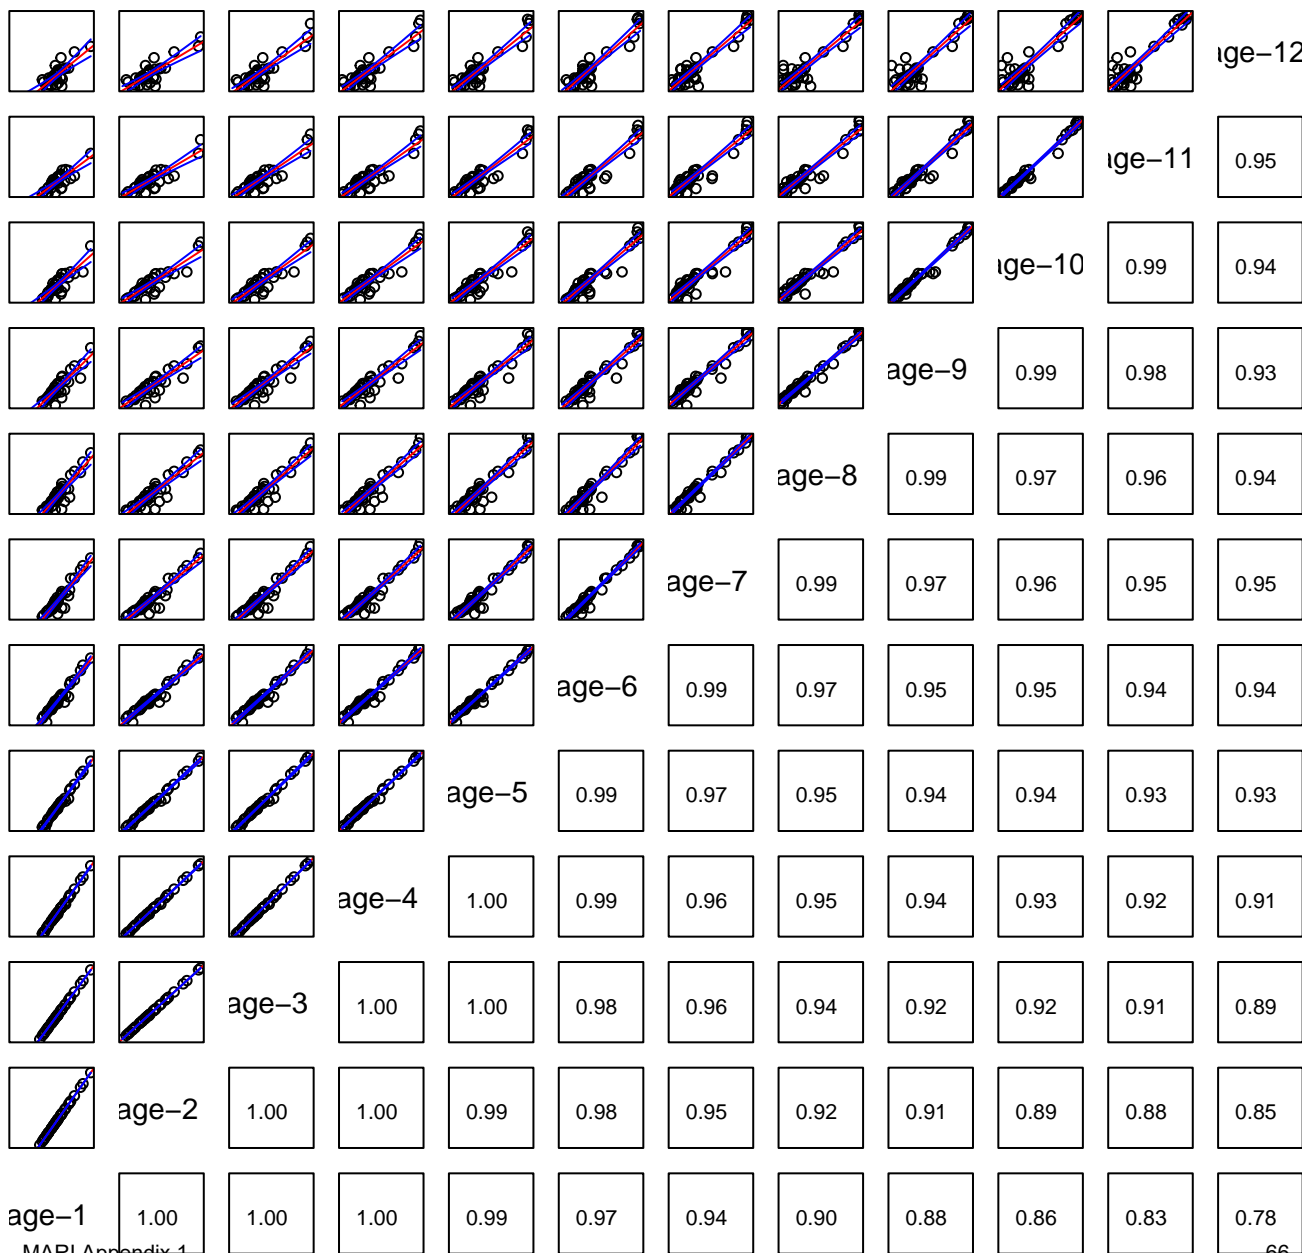 age−12
age−11 0.95
age−10 0.99 0.94
age−9 0.99 0.98 0.93
age−8 0.99 0.97 0.96 0.94
age−7 0.99 0.97 0.96 0.95 0.95
age−6 0.99 0.97 0.95 0.95 0.94 0.94
age−5 0.99 0.97 0.95 0.94 0.94 0.93 0.93
age−4 1.00 0.99 0.96 0.95 0.94 0.93 0.92 0.91
age−3 1.00 1.00 0.98 0.96 0.94 0.92 0.92 0.91 0.89
age−2 1.00 1.00 0.99 0.98 0.95 0.92 0.91 0.89 0.88 0.85
age−1 1.00 1.00 1.00 0.99 0.97 0.94 0.90 0.88 0.86 0.83 0.78
MARI Appendix 1 66